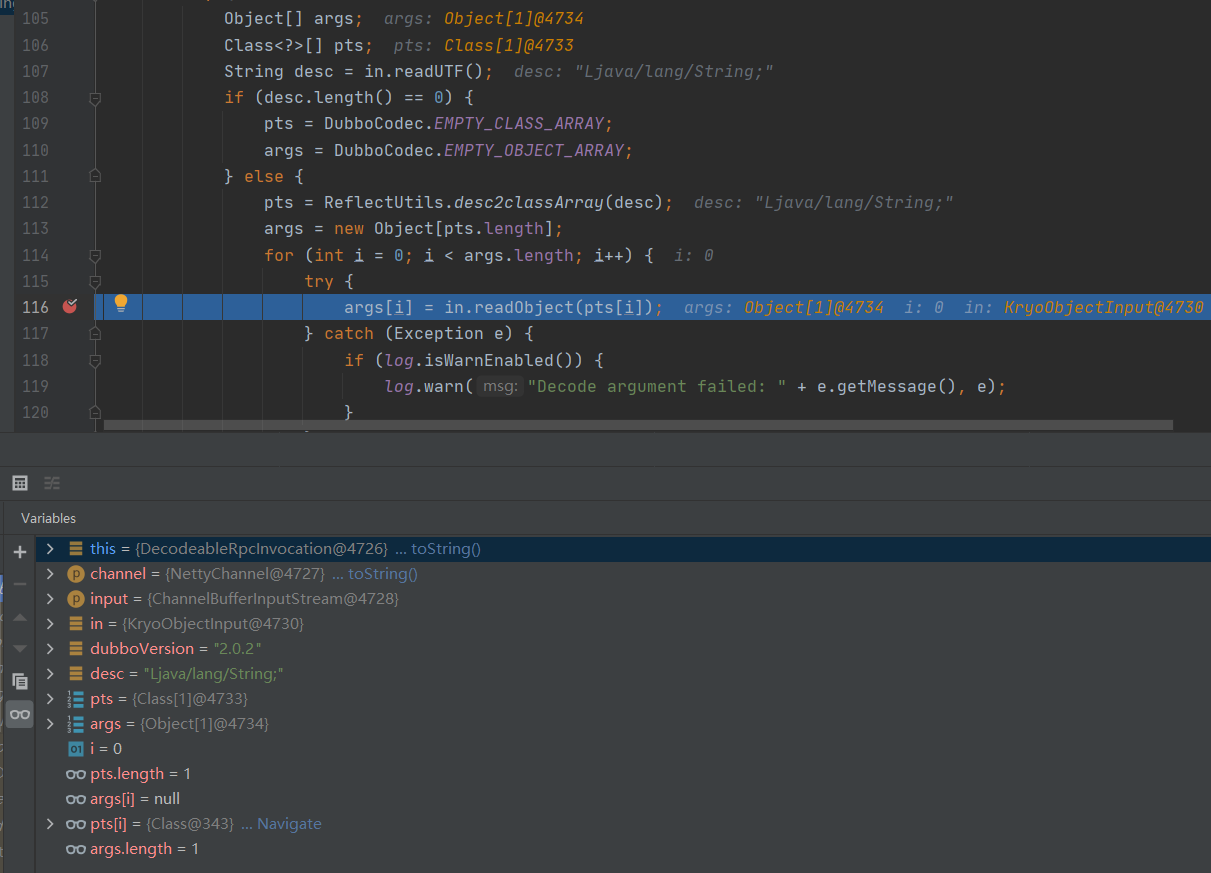 105 Object[] args; args: Object[1]@4734
106 Class<?>[] pts; pts: Class[1]@4733
107 String desc = in.readUTF(); desc: "Ljava/lang/String;"
108 if (desc.length() == 0) {
109 pts = DubboCodec.EMPTY_CLASS_ARRAY;
110 args = DubboCodec.EMPTY_OBJECT_ARRAY;
111 } else {
112 pts = ReflectUtils.desc2classArray(desc); desc: "Ljava/lang/String;"
113 args = new Object[pts.length];
114 for (int i = 0; i < args.length; i++) { i: 0
115 try {
116 args[i] = in.readObject(pts[i]); args: Object[1]@4734 i: 0 in: KryoObjectInput@4730
117 } catch (Exception e) {
118 if (log.isWarnEnabled()) {
119 log.warn( msg: "Decode argument failed: " + e.getMessage(), e);
120 }
Variables
this = {DecodeableRpcInvocation@4726} ... toString()
channel = {NettyChannel@4727} ... toString()
input = {ChannelBufferInputStream@4728}
in = {KryoObjectInput@4730}
dubboVersion = "2.0.2"
desc = "Ljava/lang/String;"
pts = {Class[1]@4733}
args = {Object[1]@4734}
i = 0
pts.length = 1
args[i] = null
pts[i] = {Class@343} ... Navigate
args.length = 1